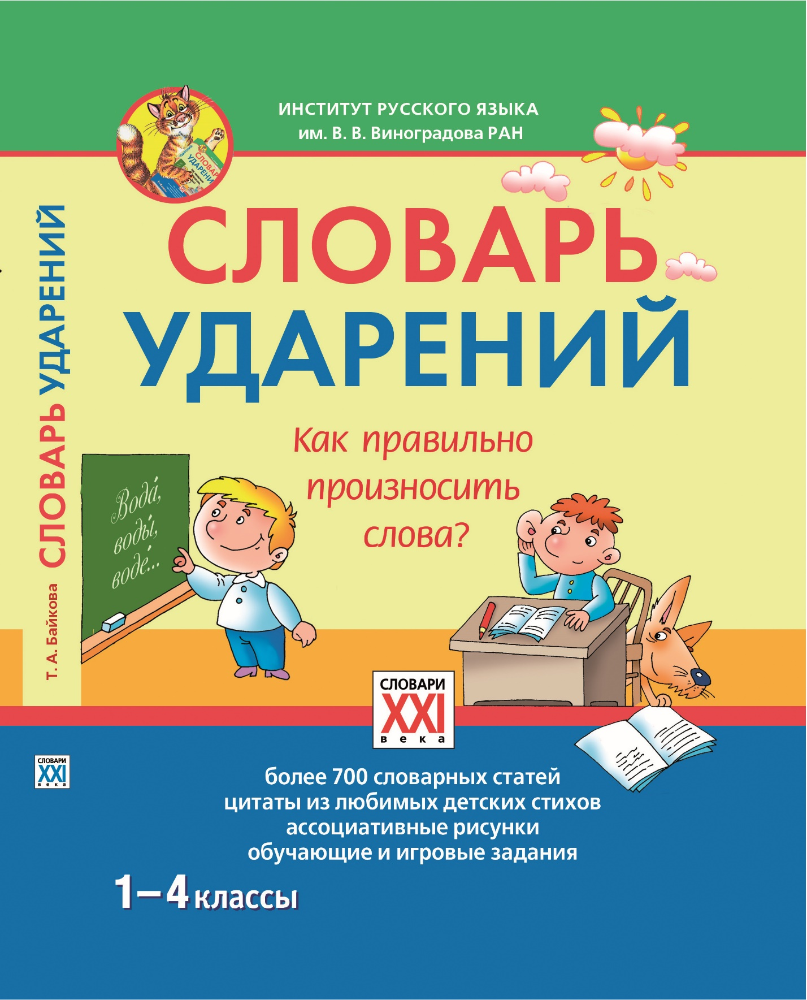 ИНСТИТУТ РУССКОГО ЯЗЫКА
им. В. В. Виноградова РАН
СЛОВАРЬ
УДАРЕНИЙ
СЛОВАРЬ
УДАРЕНИЙ
Как правильно
произносить
слова?
Вода́,
воды́,
воде́...
СЛОВАРИ
XXI
века
более 700 словарных статей
цитаты из любимых детских стихов
ассоциативные рисунки
обучающие и игровые задания
1–4 классы
Т. А. Байкова СЛОВАРЬ УДАРЕНИЙ
СЛОВАРИ
XXI
века